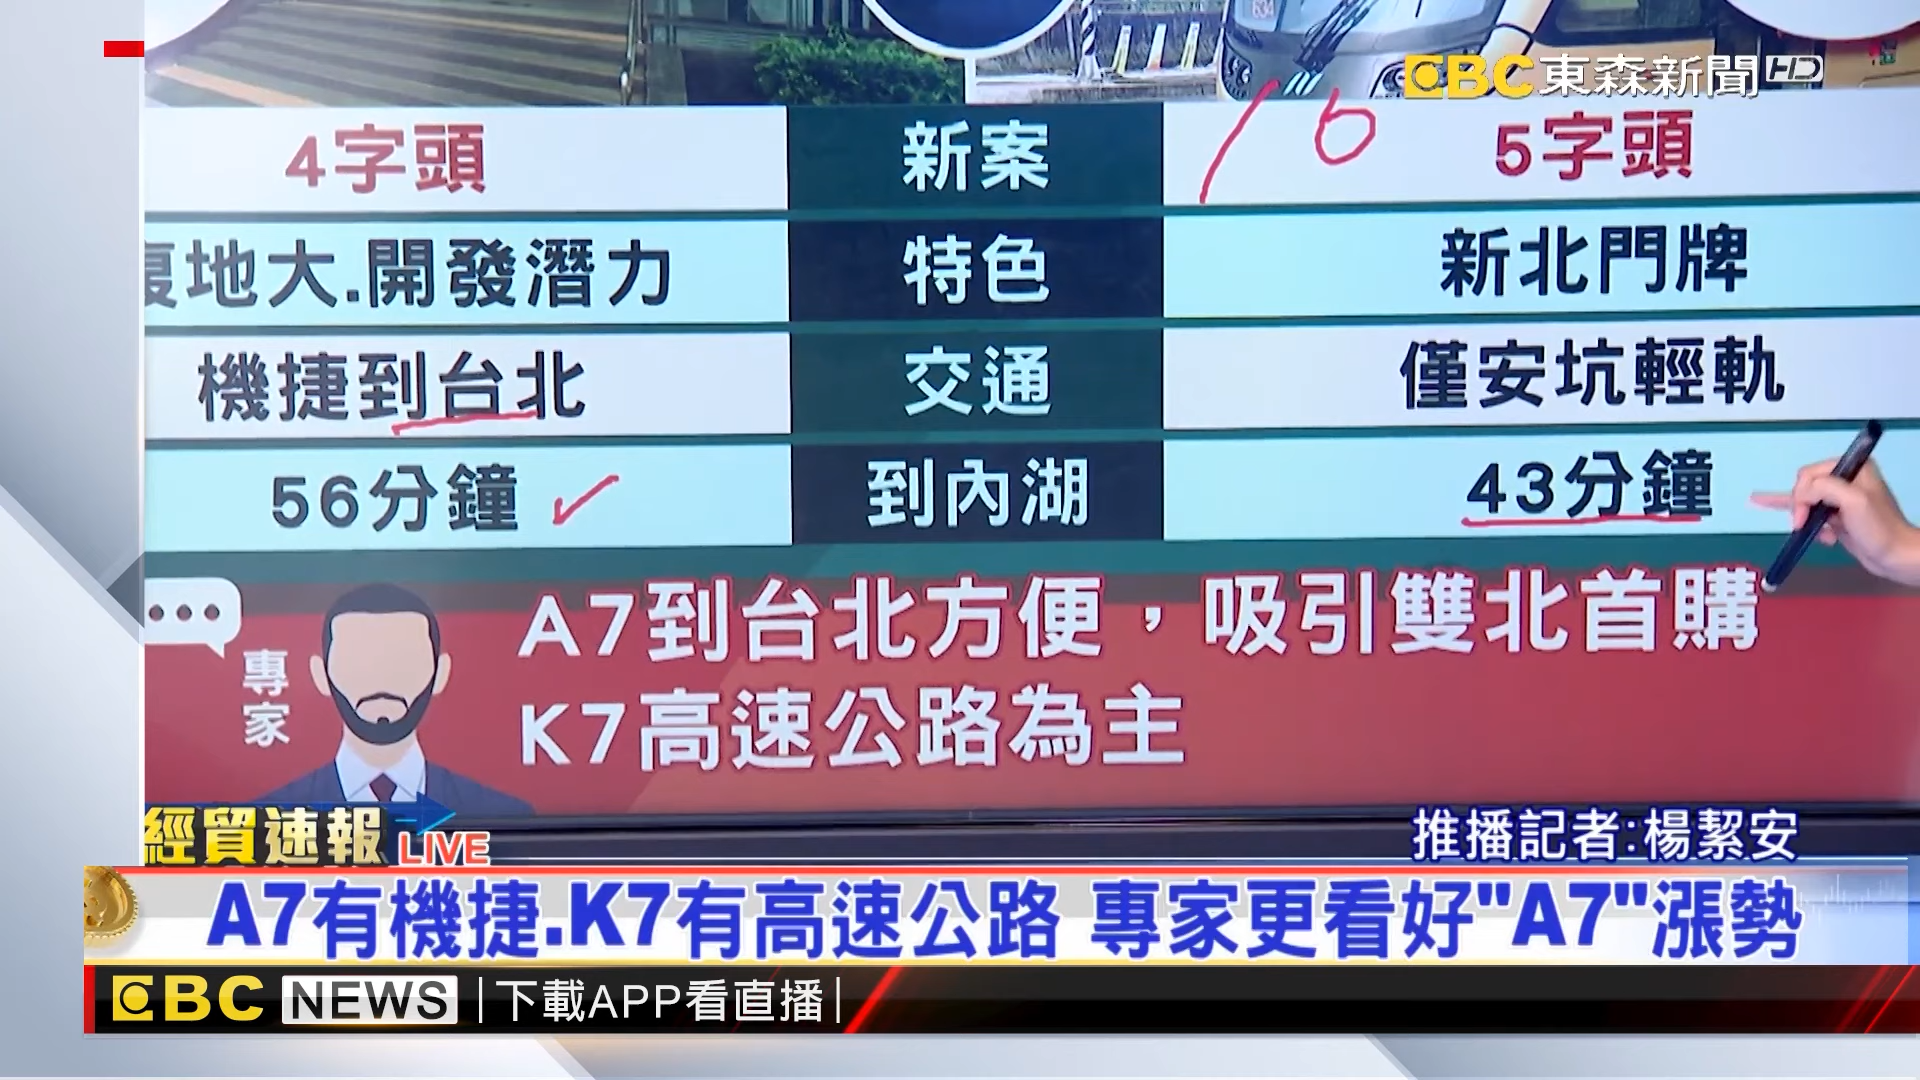 EBC東森新聞HD
4字頭 新案 10 5字頭
腹地大.開發潛力 特色 新北門牌
機捷到台北 交通 僅安坑輕軌
56分鐘 到內湖 43分鐘
專家
A7到台北方便，吸引雙北首購
K7高速公路為主
經貿速報 LIVE
推播記者:楊絜安
A7有機捷.K7有高速公路 專家更看好"A7"漲勢
EBC NEWS 下載APP看直播